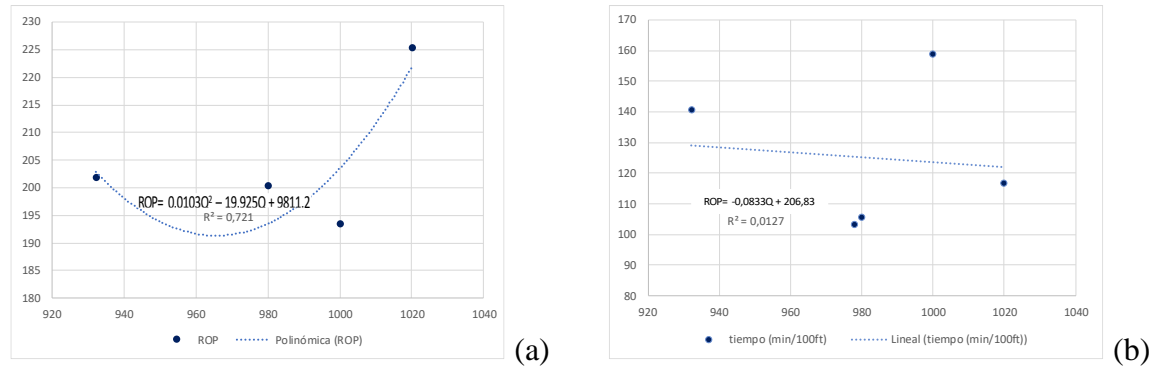 230
225
220
215
210
205
200
195
190
185
180
920 940 960 980 1000 1020 1040
ROP= 0.0103Q² – 19.925Q + 9811.2
R² = 0,721
ROP Polinómica (ROP)
(a)
170
160
150
140
130
120
110
100
90
80
920 940 960 980 1000 1020 1040
ROP= -0,0833Q + 206,83
R² = 0,0127
tiempo (min/100ft) Lineal (tiempo (min/100ft))
(b)